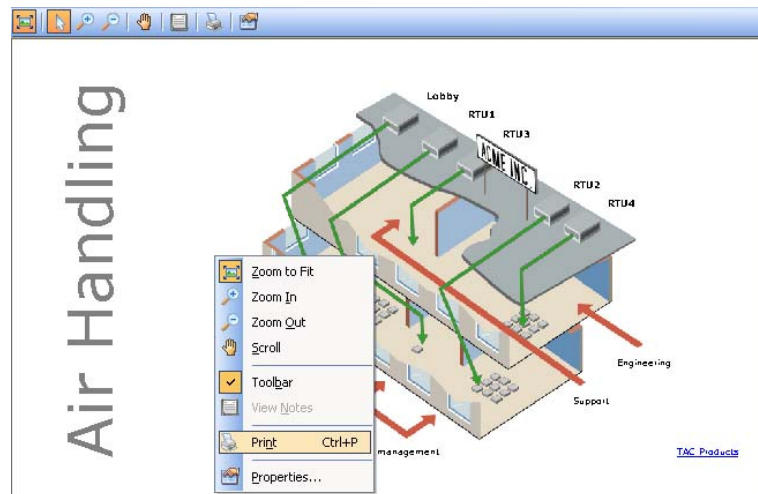 Air Handling
Lobby
RTU1
RTU3
ACME INC
RTU2
RTU4
Zoom to Fit
Zoom In
Zoom Out
Scroll
Toolbar
View Notes
Print Ctrl+P
Properties...
Engineering
Support
management
TAC Products